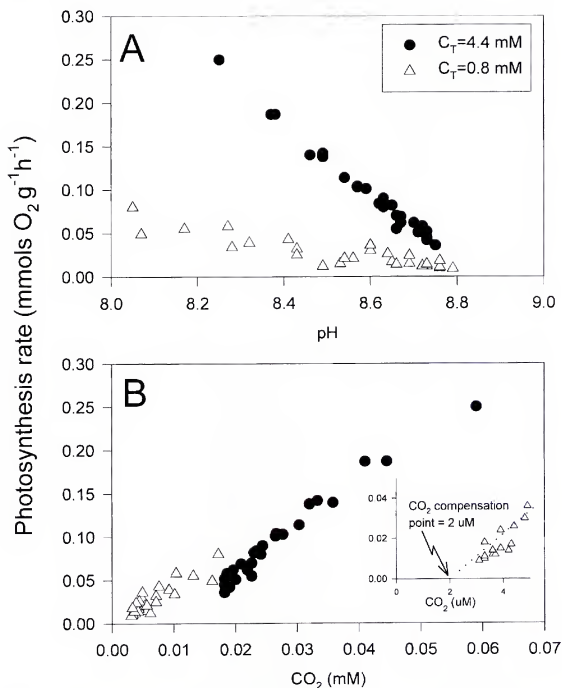 A
● C_T=4.4 mM
△ C_T=0.8 mM
0.30
0.25
0.20
0.15
0.10
0.05
0.00
8.0 8.2 8.4 8.6 8.8 9.0
pH
Photosynthesis rate (mmols O₂ g⁻¹h⁻¹)
B
0.30
0.25
0.20
0.15
0.10
0.05
0.00
0.04
0.02
0.00
CO₂ compensation
point = 2 uM
0 2 4
CO₂ (uM)
0.00 0.01 0.02 0.03 0.04 0.05 0.06 0.07
CO₂ (mM)